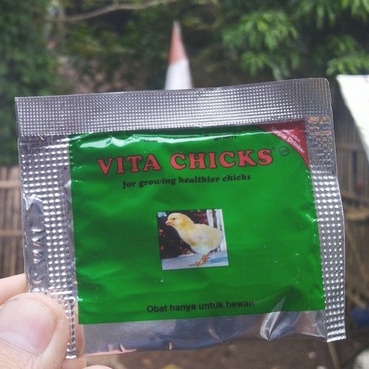 VITA CHICKS®
for growing healthier chicks
Obat hanya untuk hewan